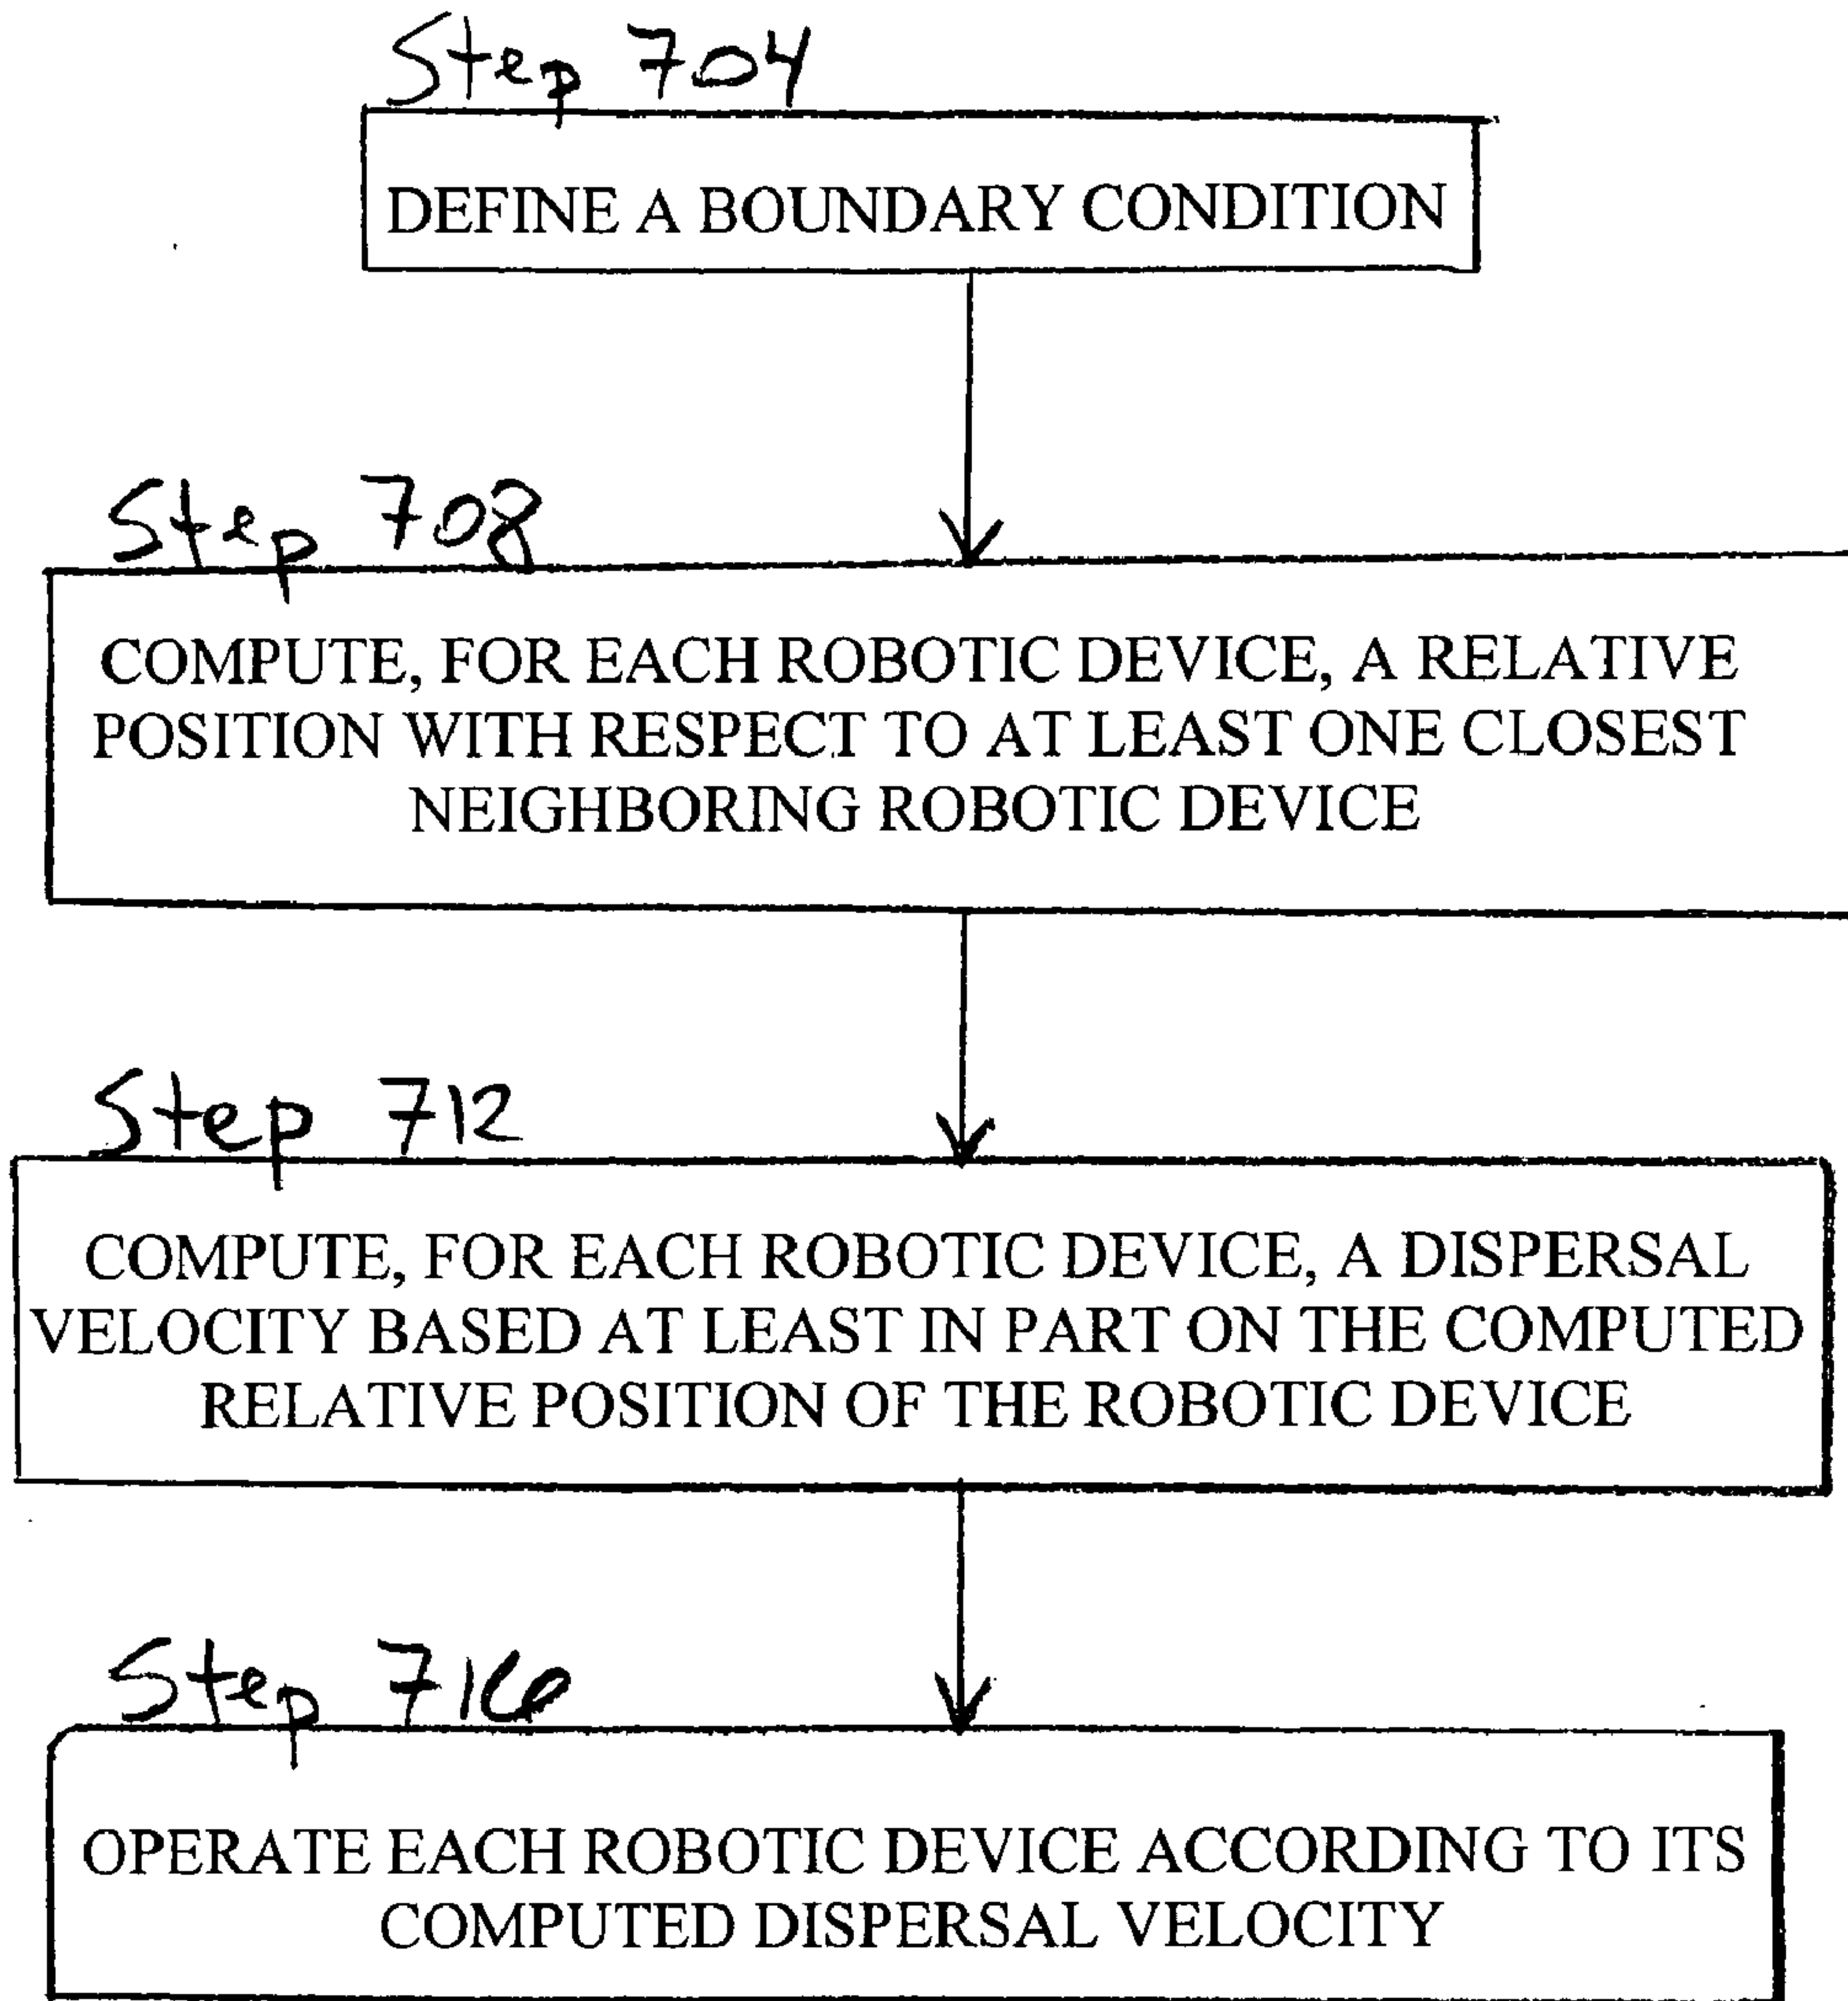 Step 704
DEFINE A BOUNDARY CONDITION
Step 708
COMPUTE, FOR EACH ROBOTIC DEVICE, A RELATIVE
POSITION WITH RESPECT TO AT LEAST ONE CLOSEST
NEIGHBORING ROBOTIC DEVICE
Step 712
COMPUTE, FOR EACH ROBOTIC DEVICE, A DISPERSAL
VELOCITY BASED AT LEAST IN PART ON THE COMPUTED
RELATIVE POSITION OF THE ROBOTIC DEVICE
Step 716
OPERATE EACH ROBOTIC DEVICE ACCORDING TO ITS
COMPUTED DISPERSAL VELOCITY